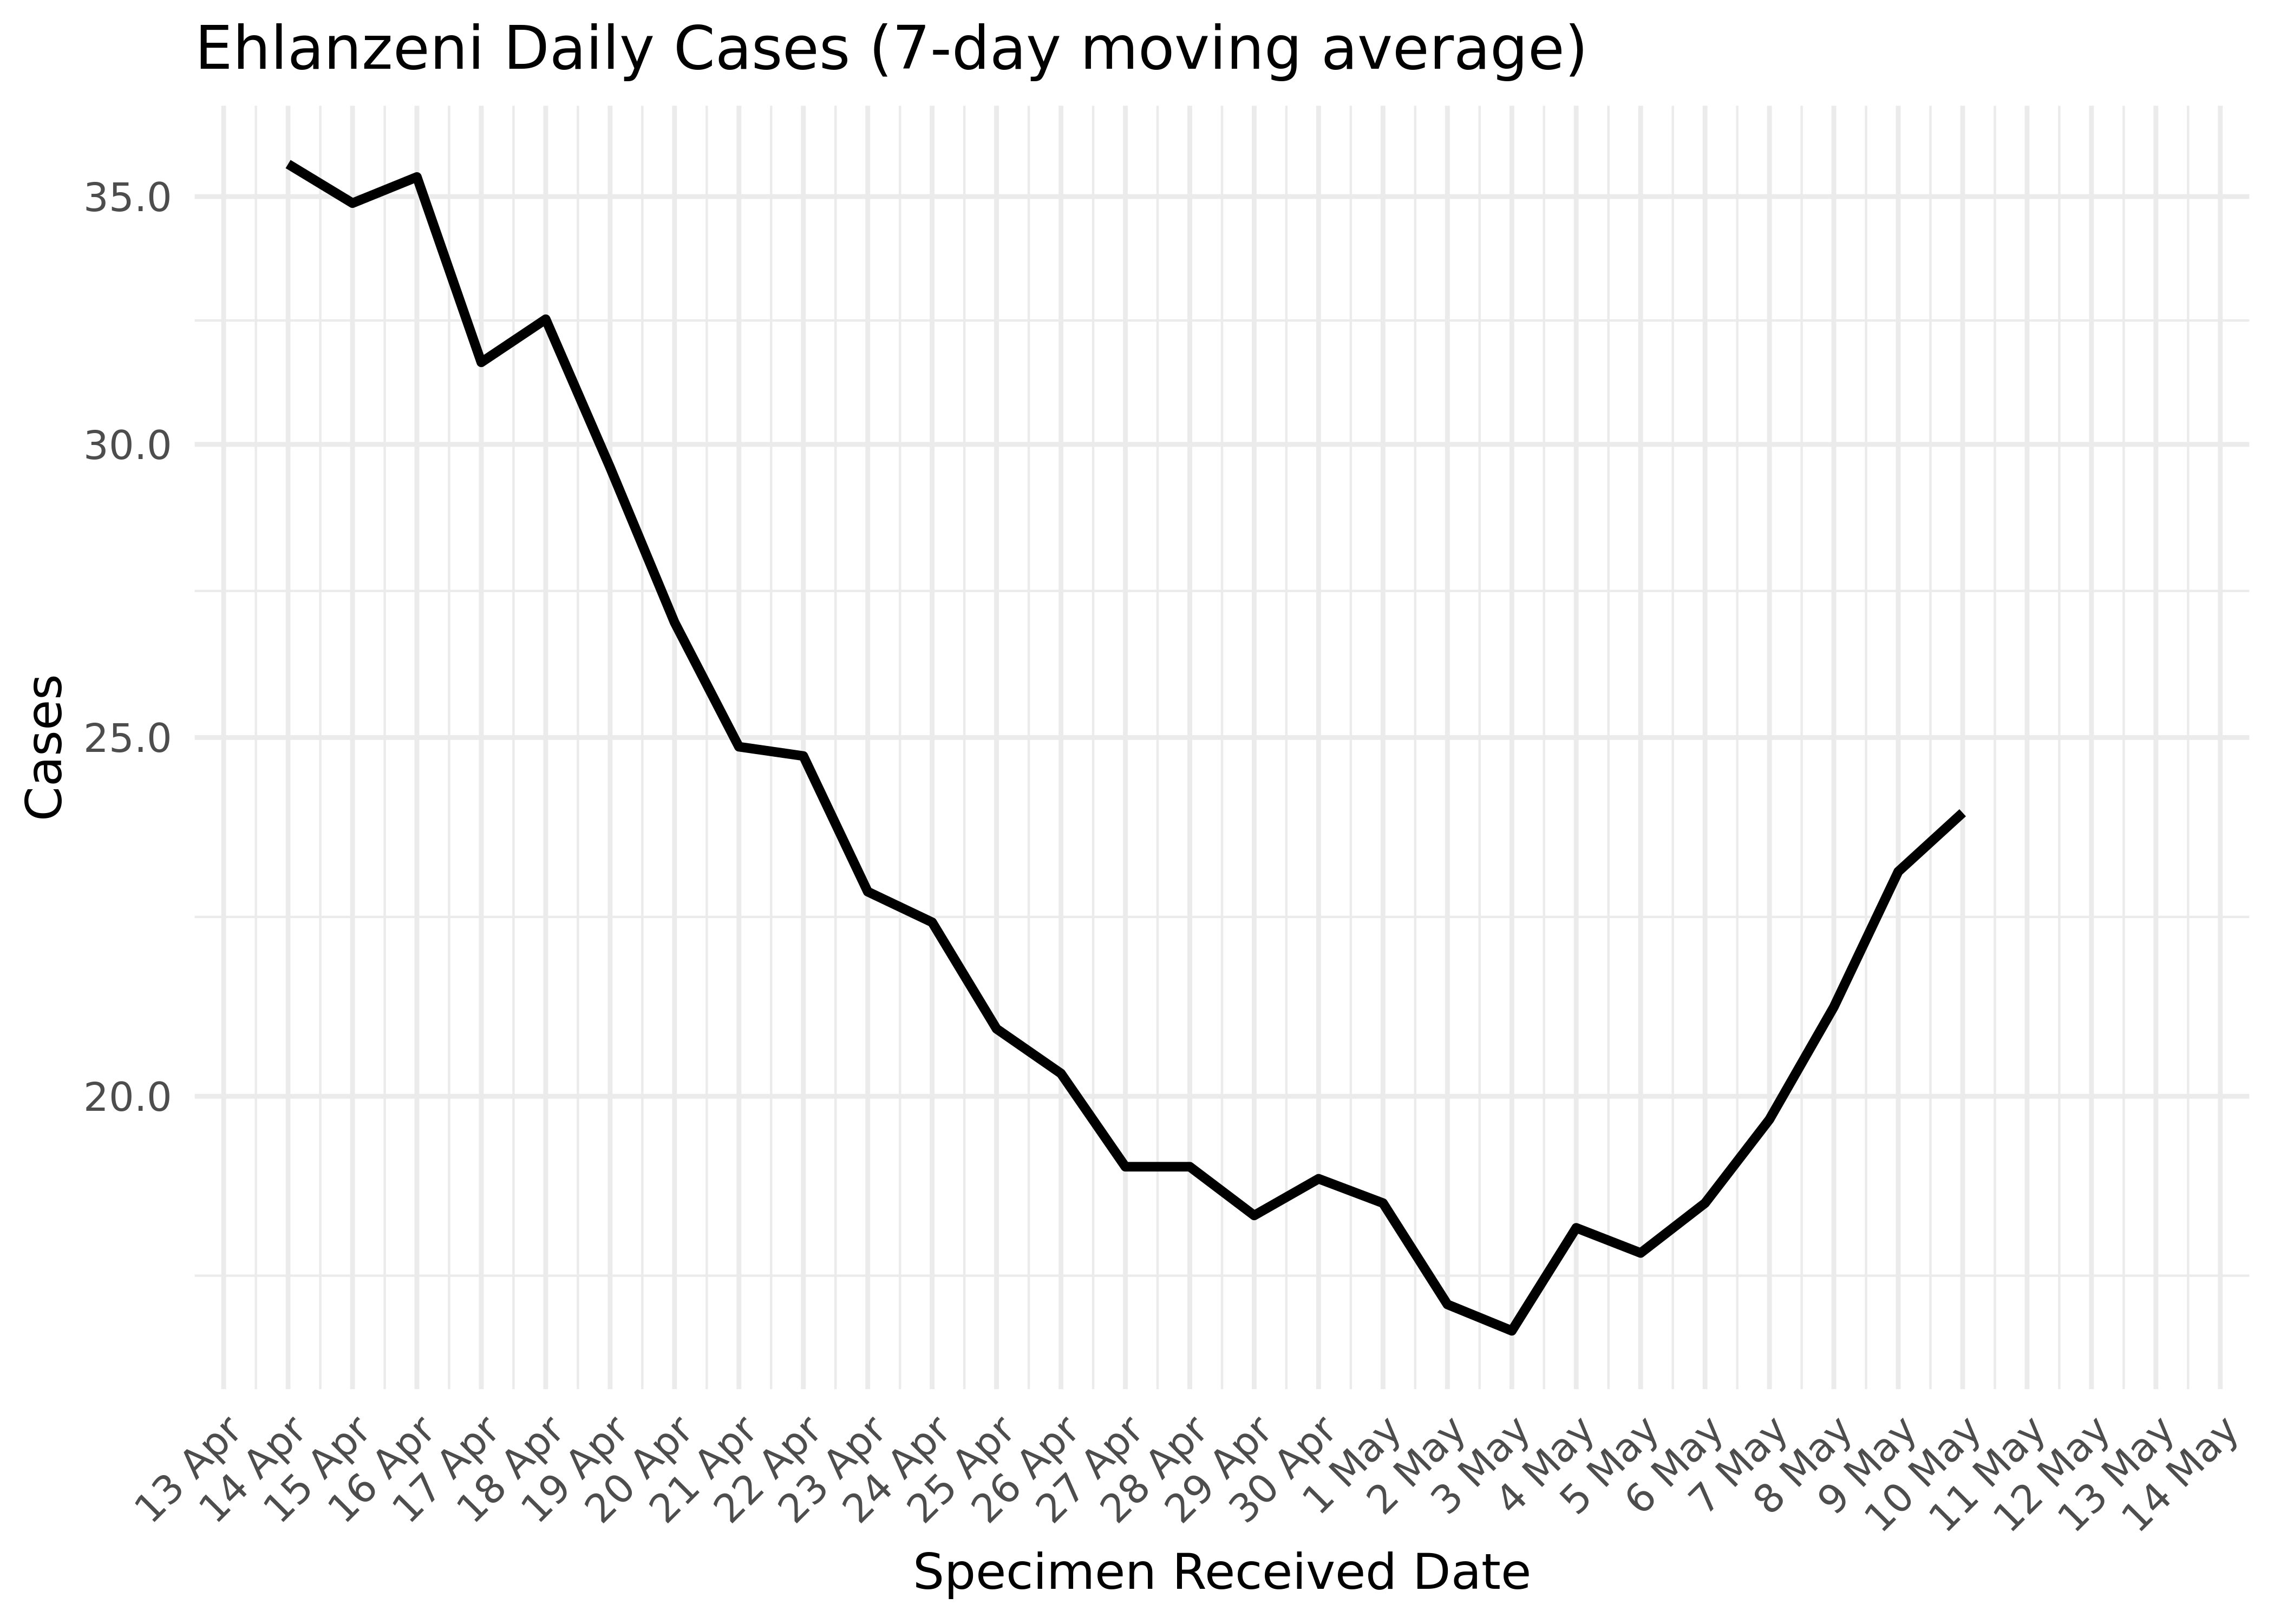 Ehlanzeni Daily Cases (7-day moving average)
35.0
30.0
25.0
20.0
Cases
13 Apr
14 Apr
15 Apr
16 Apr
17 Apr
18 Apr
19 Apr
20 Apr
21 Apr
22 Apr
23 Apr
24 Apr
25 Apr
26 Apr
27 Apr
28 Apr
29 Apr
30 Apr
1 May
2 May
3 May
4 May
5 May
6 May
7 May
8 May
9 May
10 May
11 May
12 May
13 May
14 May
Specimen Received Date